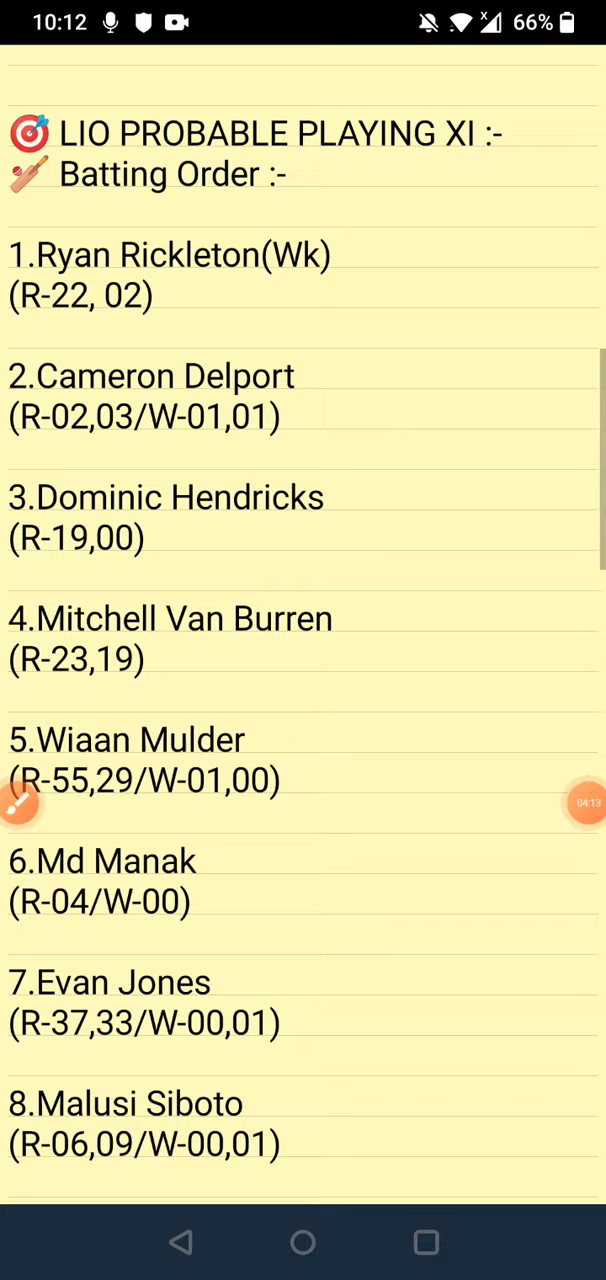 10:12
x
66%
🎯 LIO PROBABLE PLAYING XI :-
🏏 Batting Order :-
1.Ryan Rickleton(Wk)
(R-22, 02)
2.Cameron Delport
(R-02,03/W-01,01)
3.Dominic Hendricks
(R-19,00)
4.Mitchell Van Burren
(R-23,19)
5.Wiaan Mulder
(R-55,29/W-01,00)
04:13
6.Md Manak
(R-04/W-00)
7.Evan Jones
(R-37,33/W-00,01)
8.Malusi Siboto
(R-06,09/W-00,01)